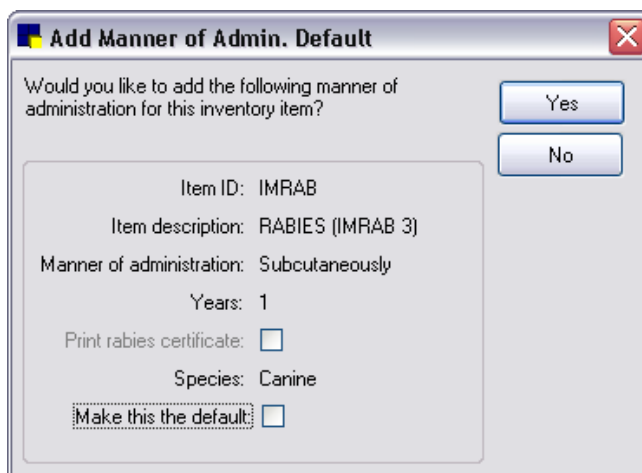 Add Manner of Admin. Default
Would you like to add the following manner of
administration for this inventory item?
Yes
No
Item ID: IMRAB
Item description: RABIES (IMRAB 3)
Manner of administration: Subcutaneously
Years: 1
Print rabies certificate:
Species: Canine
Make this the default: